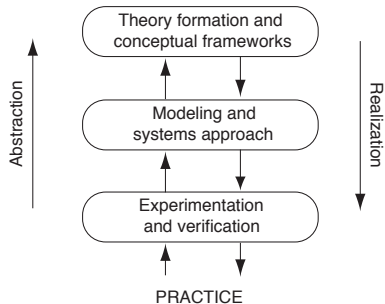 Theory formation and
conceptual frameworks
Abstraction
Modeling and
systems approach
Realization
Experimentation
and verification
PRACTICE